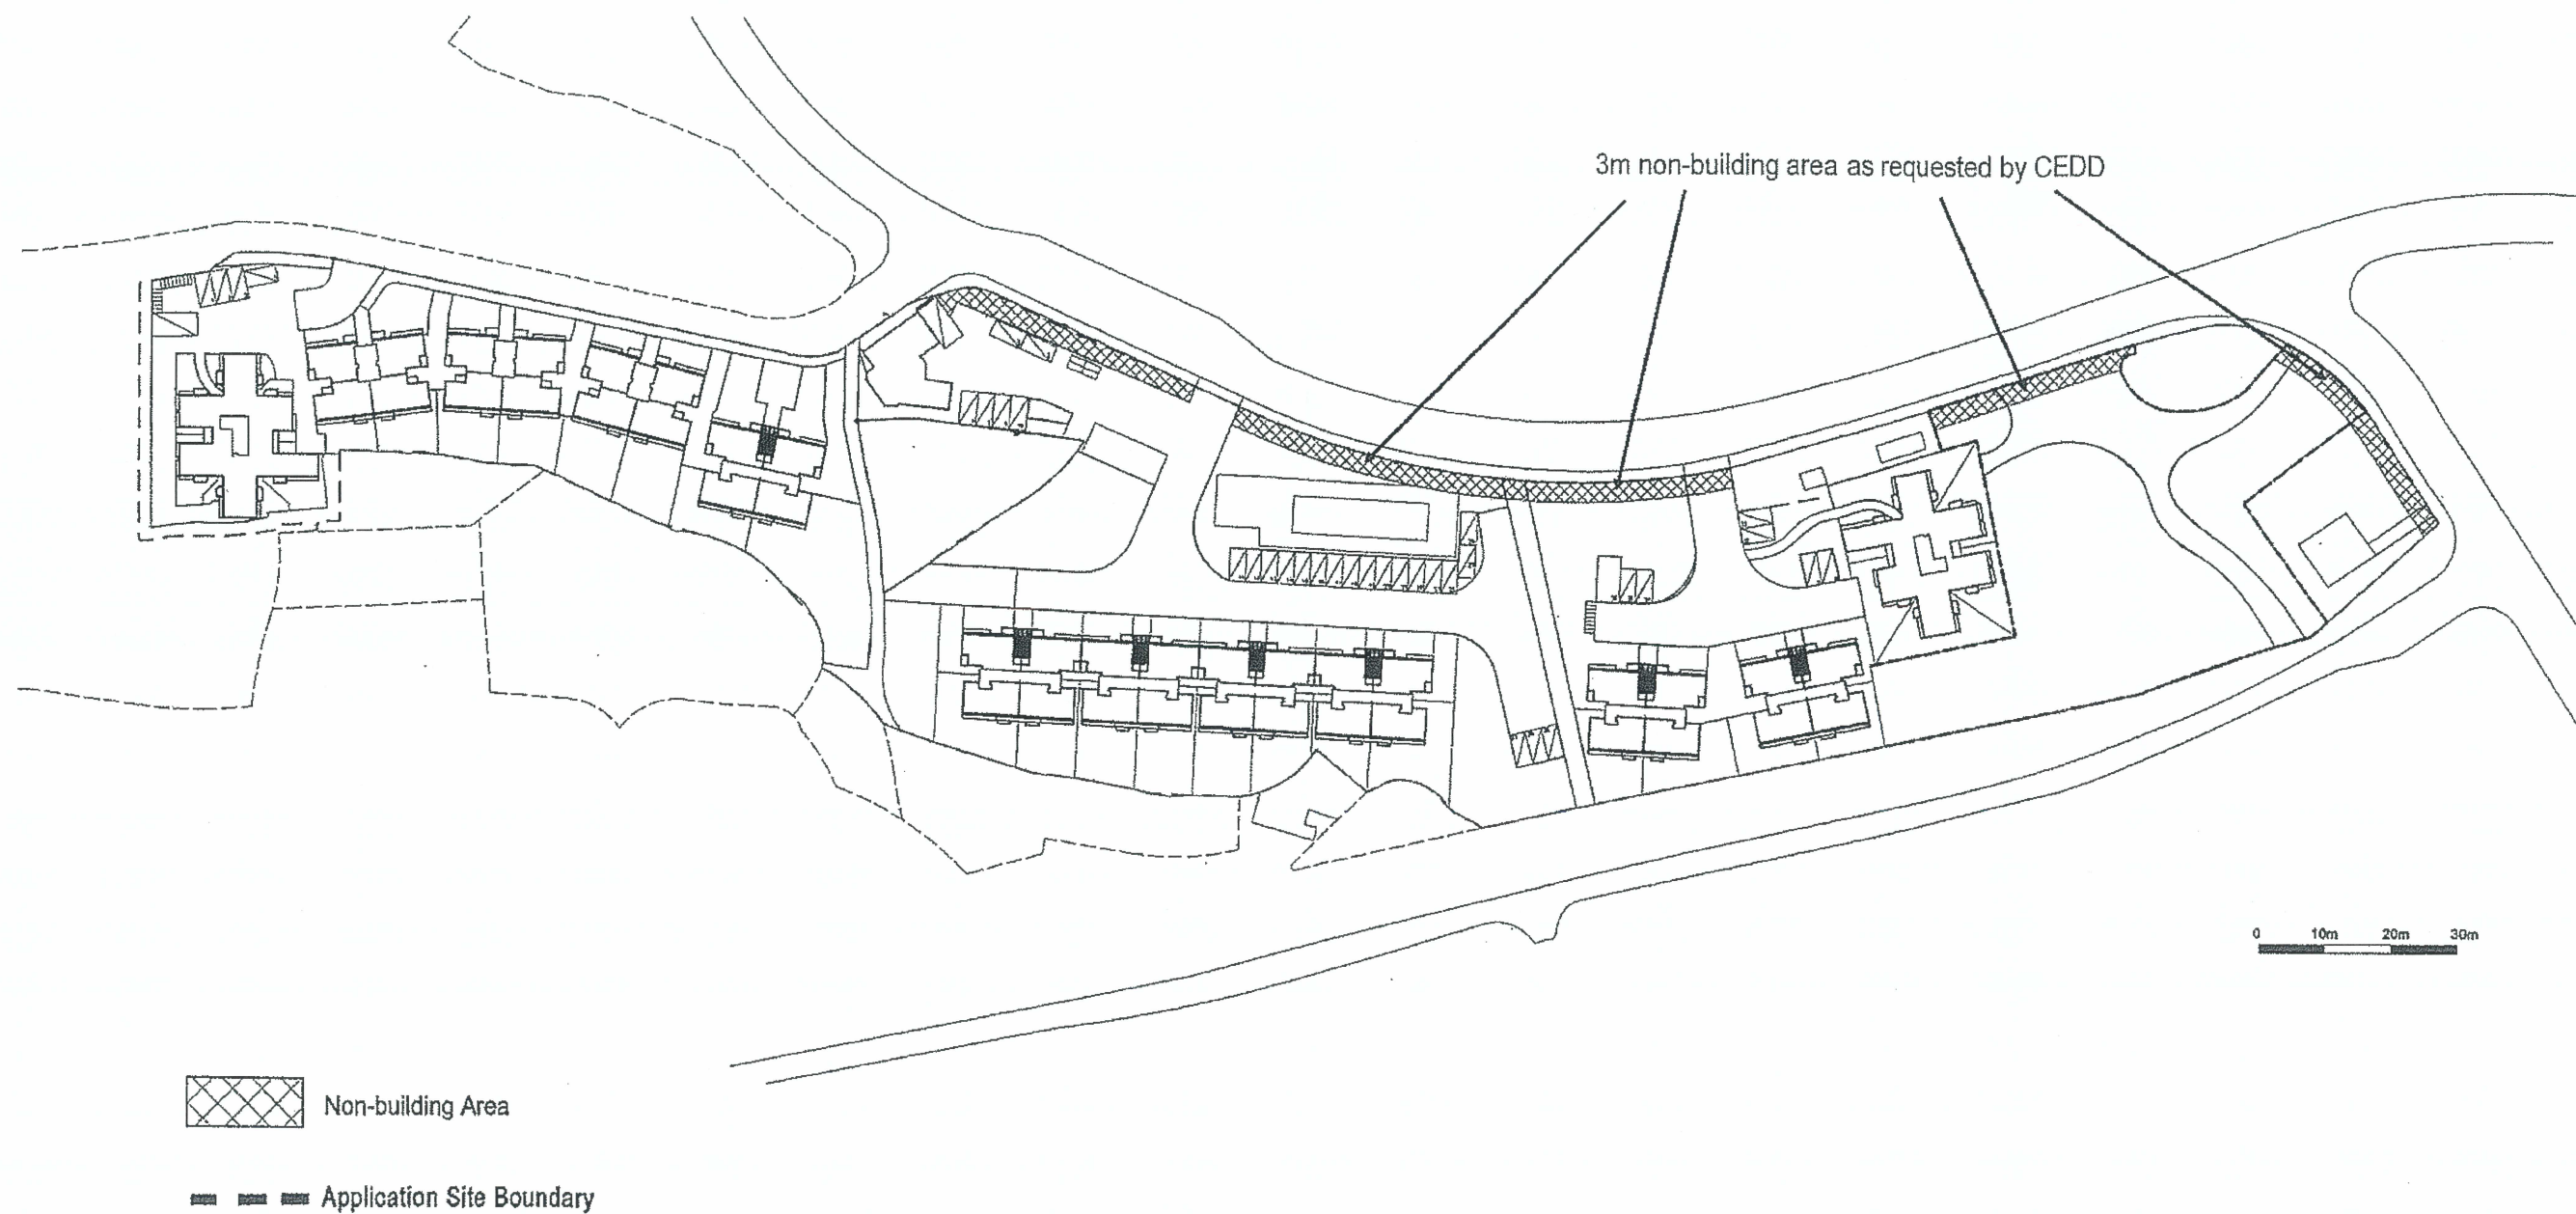 3m non-building area as requested by CEDD
0 10m 20m 30m
Non-building Area
Application Site Boundary